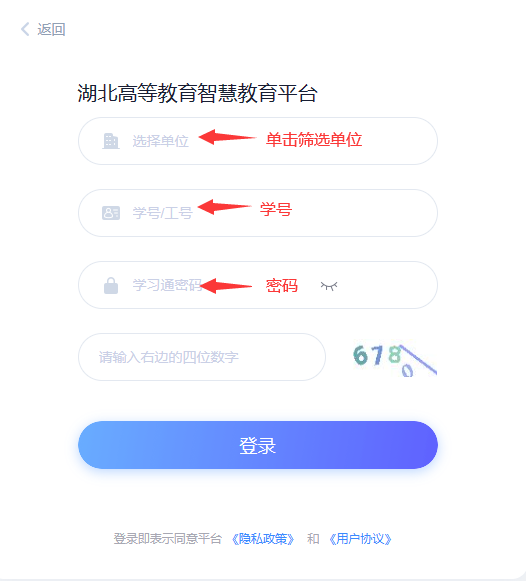 返回
湖北高等教育智慧教育平台
选择单位 单击筛选单位
学号/工号 学号
学习通密码 密码
请输入右边的四位数字 6780
登录
登录即表示同意平台《隐私政策》 和 《用户协议》